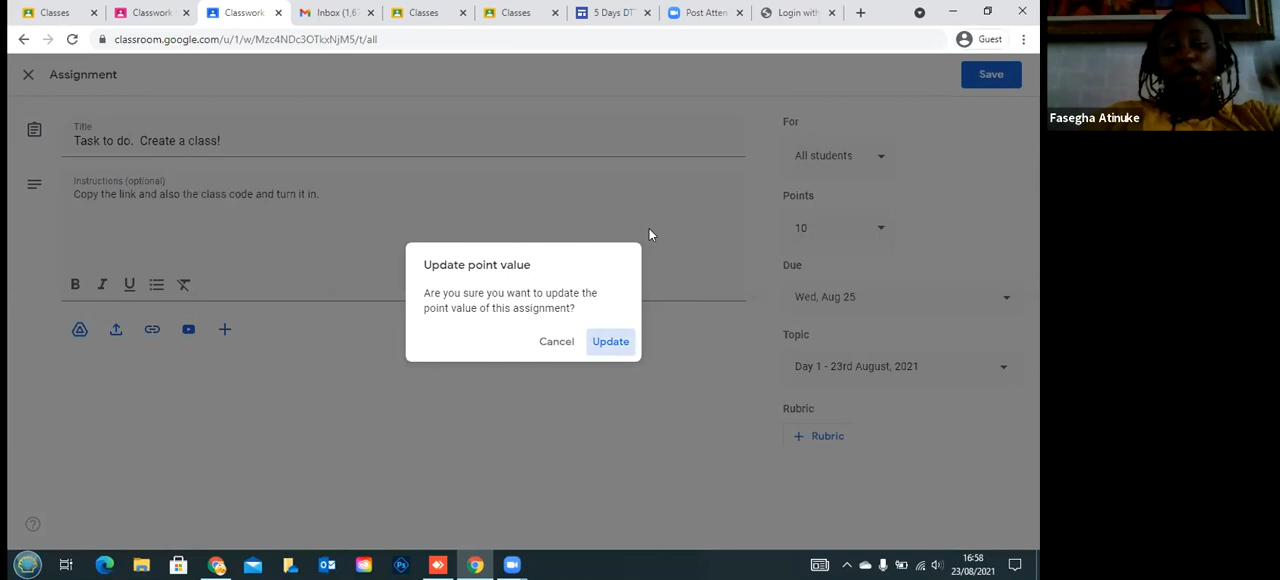 Classes
Classwork
Classwork
Inbox (1,6
Classes
Classes
5 Days DT
Post Atten
Login with
classroom.google.com/u/1/w/Mzc4NDc3OTkxNjM5/t/all
Guest
Assignment
Save
Title
Task to do.  Create a class!
Instructions (optional)
Copy the link and also the class code and turn it in.
B I U
For
All students
Points
10
Due
Wed, Aug 25
Topic
Day 1 - 23rd August, 2021
Rubric
+ Rubric
Update point value
Are you sure you want to update the
point value of this assignment?
Cancel
Update
Fasegha Atinuke
Ps
16:58
23/08/2021